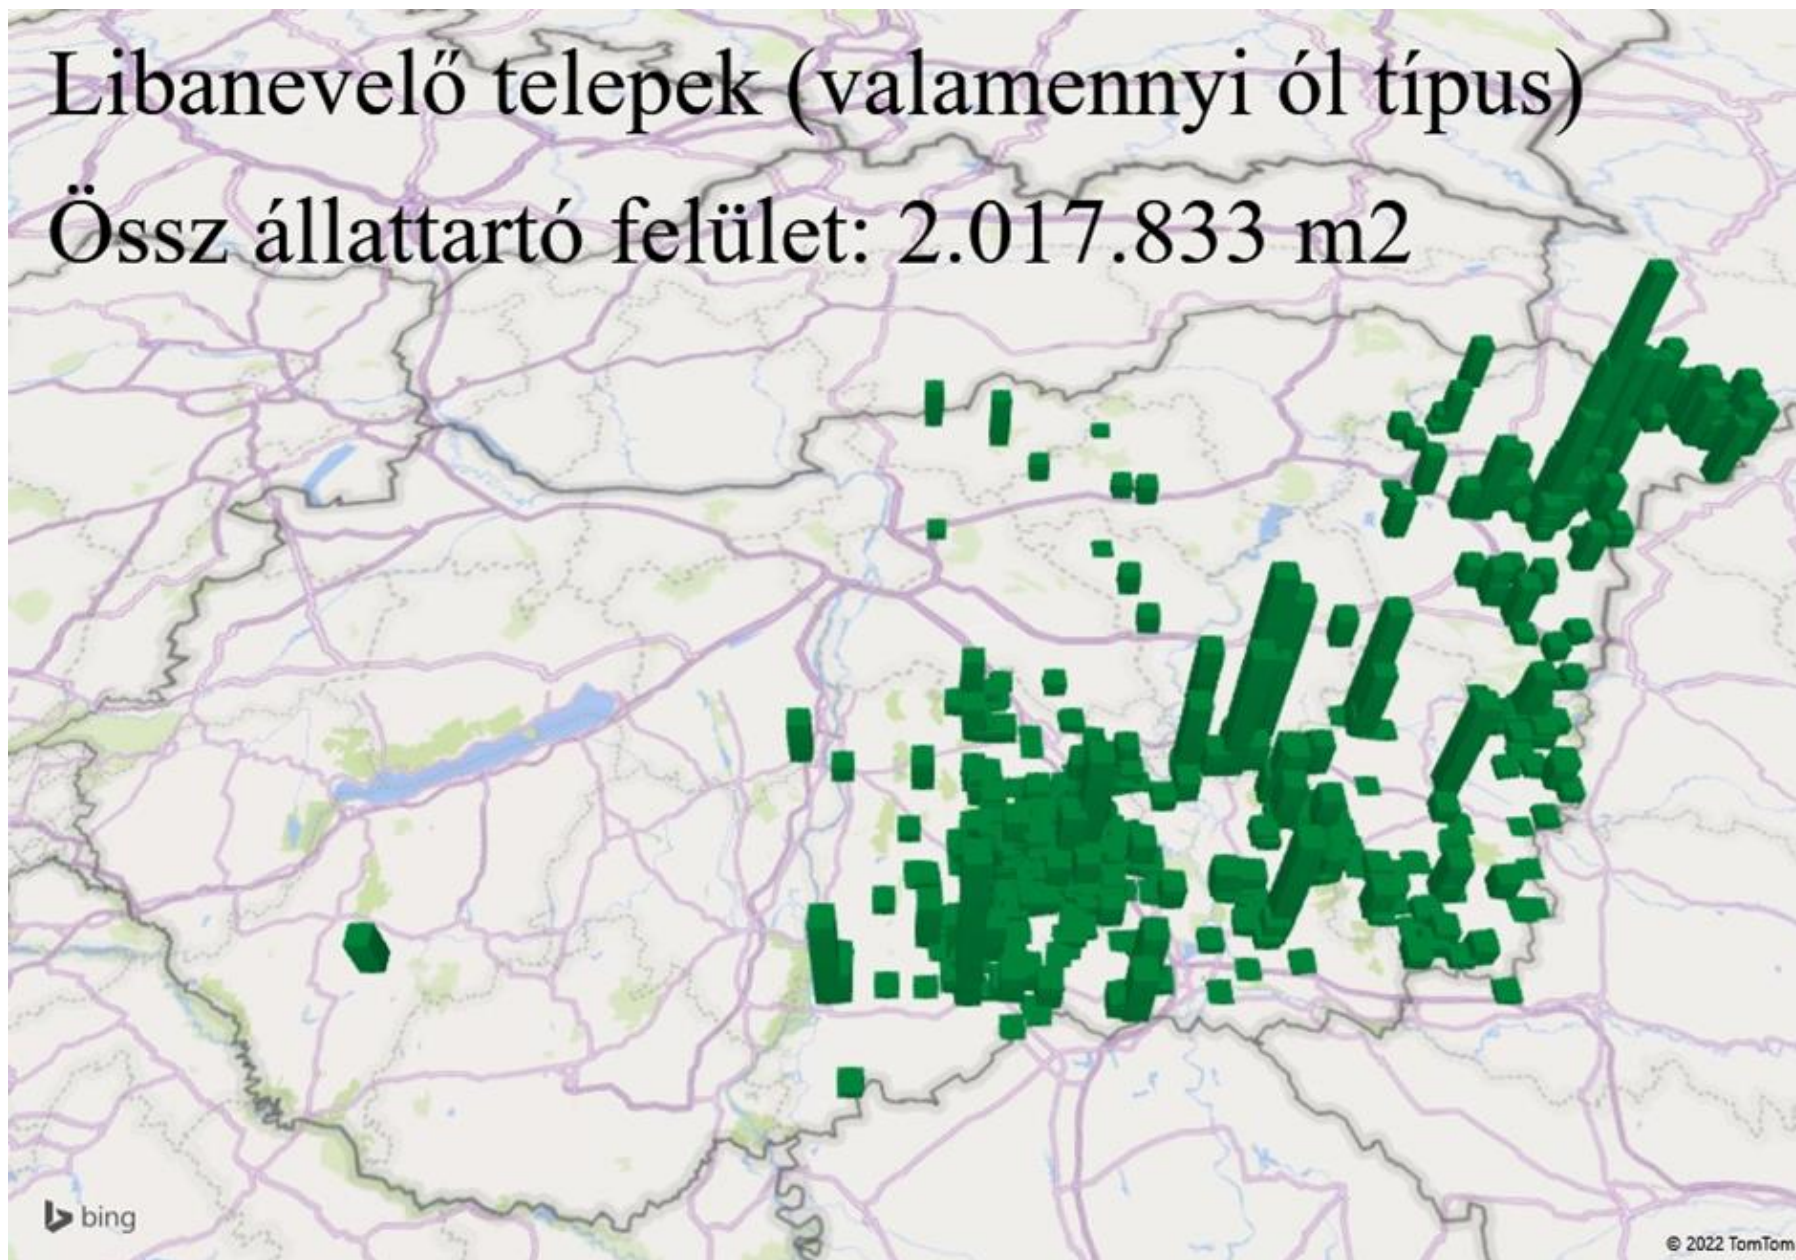 Libanevelő telepek (valamennyi ól típus)
Össz állattartó felület: 2.017.833 m2
bing
© 2022 TomTom